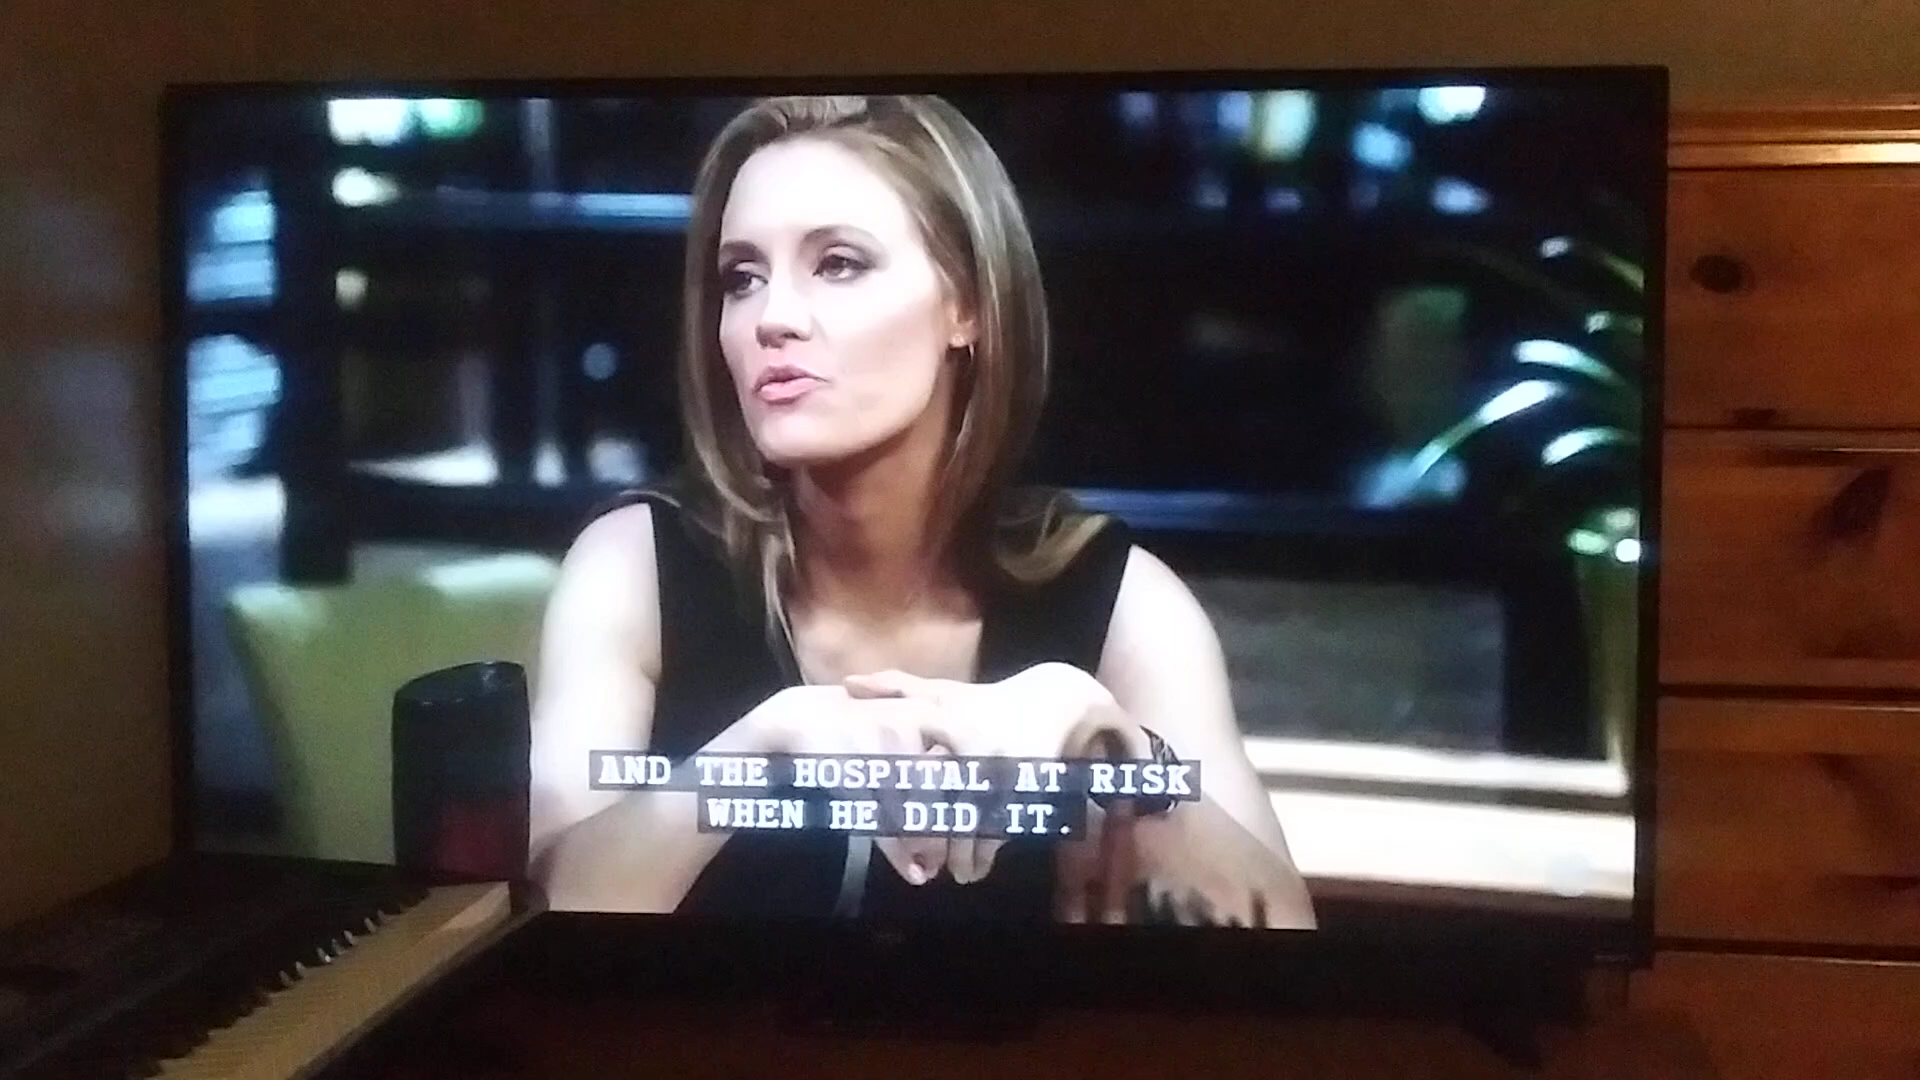 AND THE HOSPITAL AT RISK
WHEN HE DID IT.